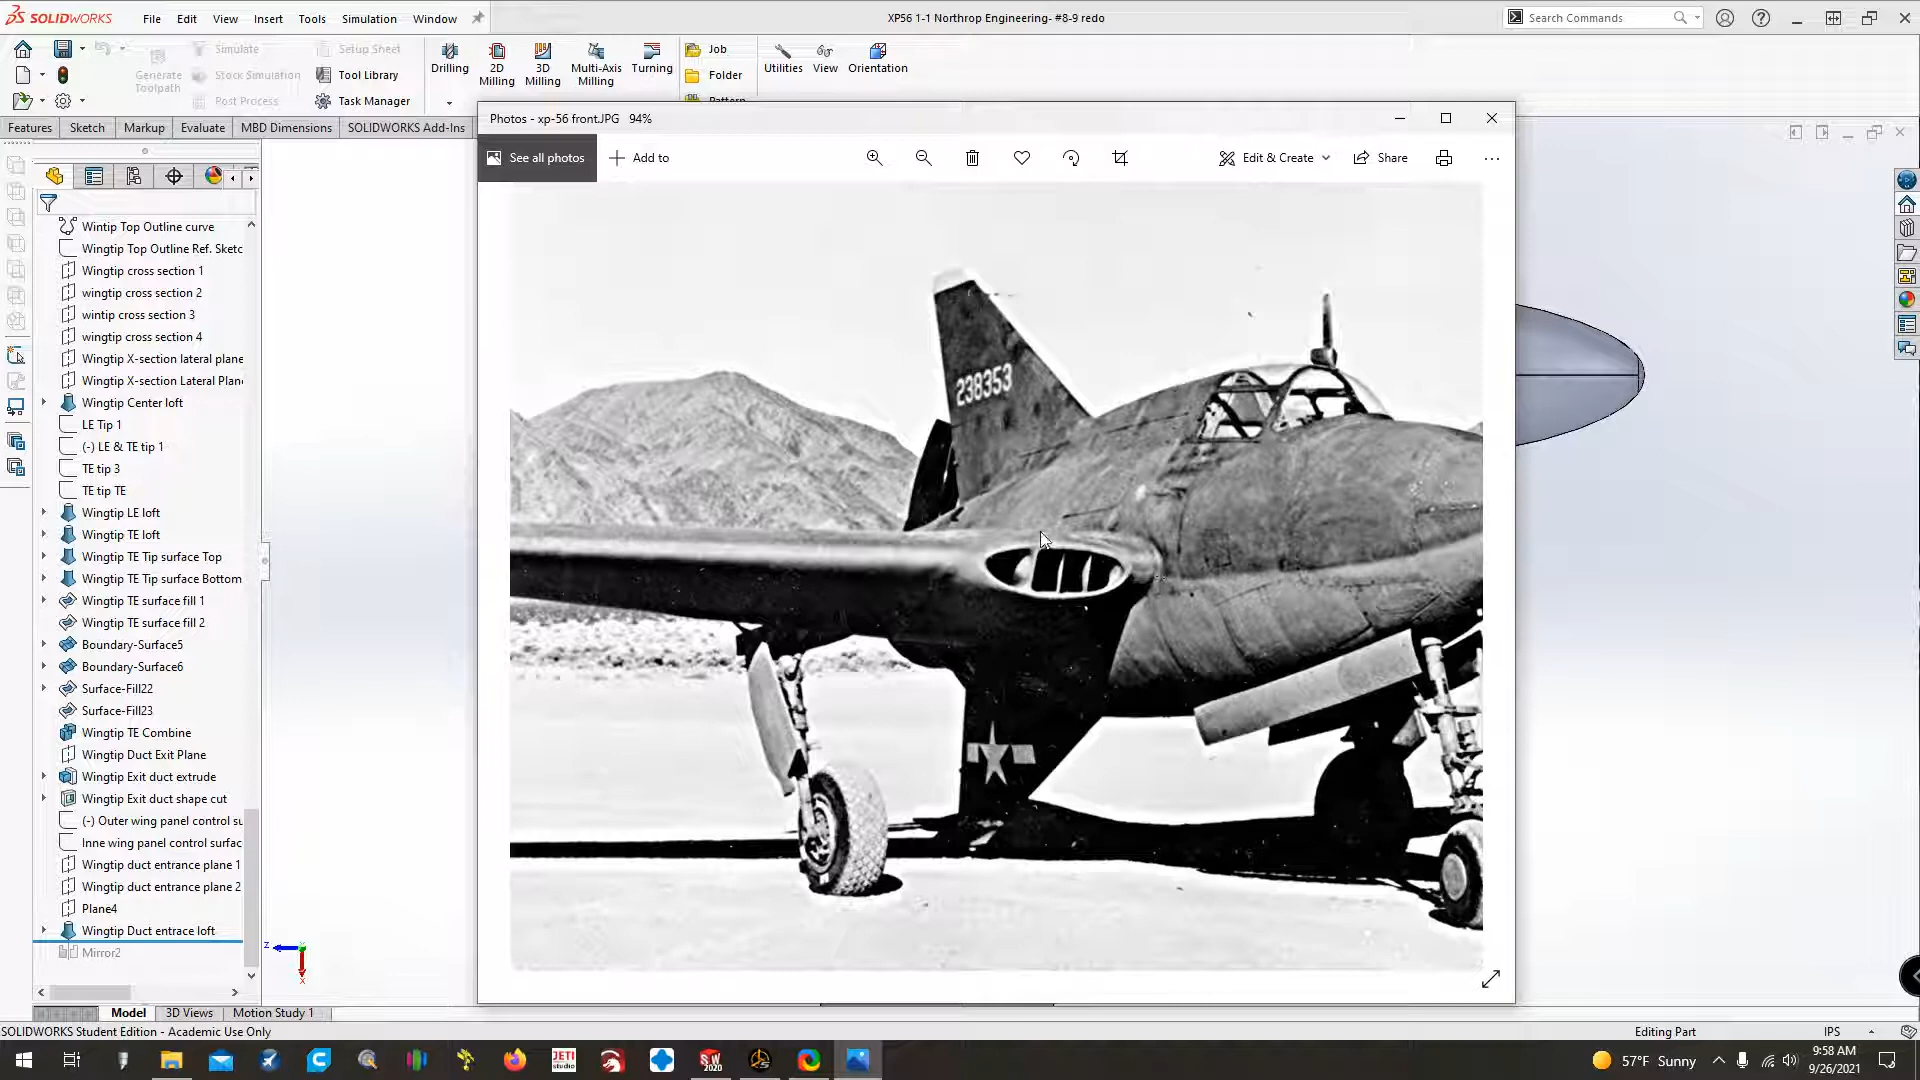 SOLIDWORKS File Edit View Insert Tools Simulation Window XP56 1-1 Northrop Engineering- #8-9 redo Search Commands
Generate Toolpath
Simulate
Stock Simulation
Post Process
Setup Sheet
Tool Library
Task Manager
Drilling
2D Milling
3D Milling
Multi-Axis Milling
Turning
Job
Folder
Pattern
Utilities
View
Orientation
Features Sketch Markup Evaluate MBD Dimensions SOLIDWORKS Add-Ins
Photos - xp-56 front.JPG 94%
See all photos
Add to
Edit & Create
Share
Wintip Top Outline curve
Wingtip Top Outline Ref. Sketc
Wingtip cross section 1
wingtip cross section 2
wintip cross section 3
wingtip cross section 4
Wingtip X-section lateral plane
Wingtip X-section Lateral Plan
Wingtip Center loft
LE Tip 1
(-) LE & TE tip 1
TE tip 3
TE tip TE
Wingtip LE loft
Wingtip TE loft
Wingtip TE Tip surface Top
Wingtip TE Tip surface Bottom
Wingtip TE surface fill 1
Wingtip TE surface fill 2
Boundary-Surface5
Boundary-Surface6
Surface-Fill22
Surface-Fill23
Wingtip TE Combine
Wingtip Duct Exit Plane
Wingtip Exit duct extrude
Wingtip Exit duct shape cut
(-) Outer wing panel control su
Inne wing panel control surfac
Wingtip duct entrance plane 1
Wingtip duct entrance plane 2
Plane4
Wingtip Duct entrace loft
Mirror2
238353
z
x
Model 3D Views Motion Study 1
SOLIDWORKS Student Edition - Academic Use Only
Editing Part
IPS
JETI studio
SW 2020
57°F Sunny
9:58 AM
9/26/2021